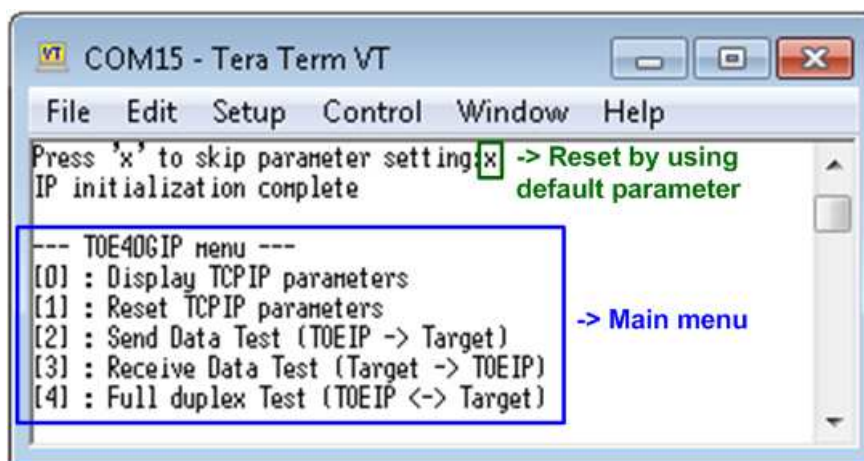 COM15 - Tera Term VT
File Edit Setup Control Window Help
Press 'x' to skip parameter setting:x -> Reset by using
IP initialization complete default parameter
--- TOE40GIP menu ---
[0] : Display TCPIP parameters
[1] : Reset TCPIP parameters
-> Main menu
[2] : Send Data Test (TOEIP -> Target)
[3] : Receive Data Test (Target -> TOEIP)
[4] : Full duplex Test (TOEIP <-> Target)